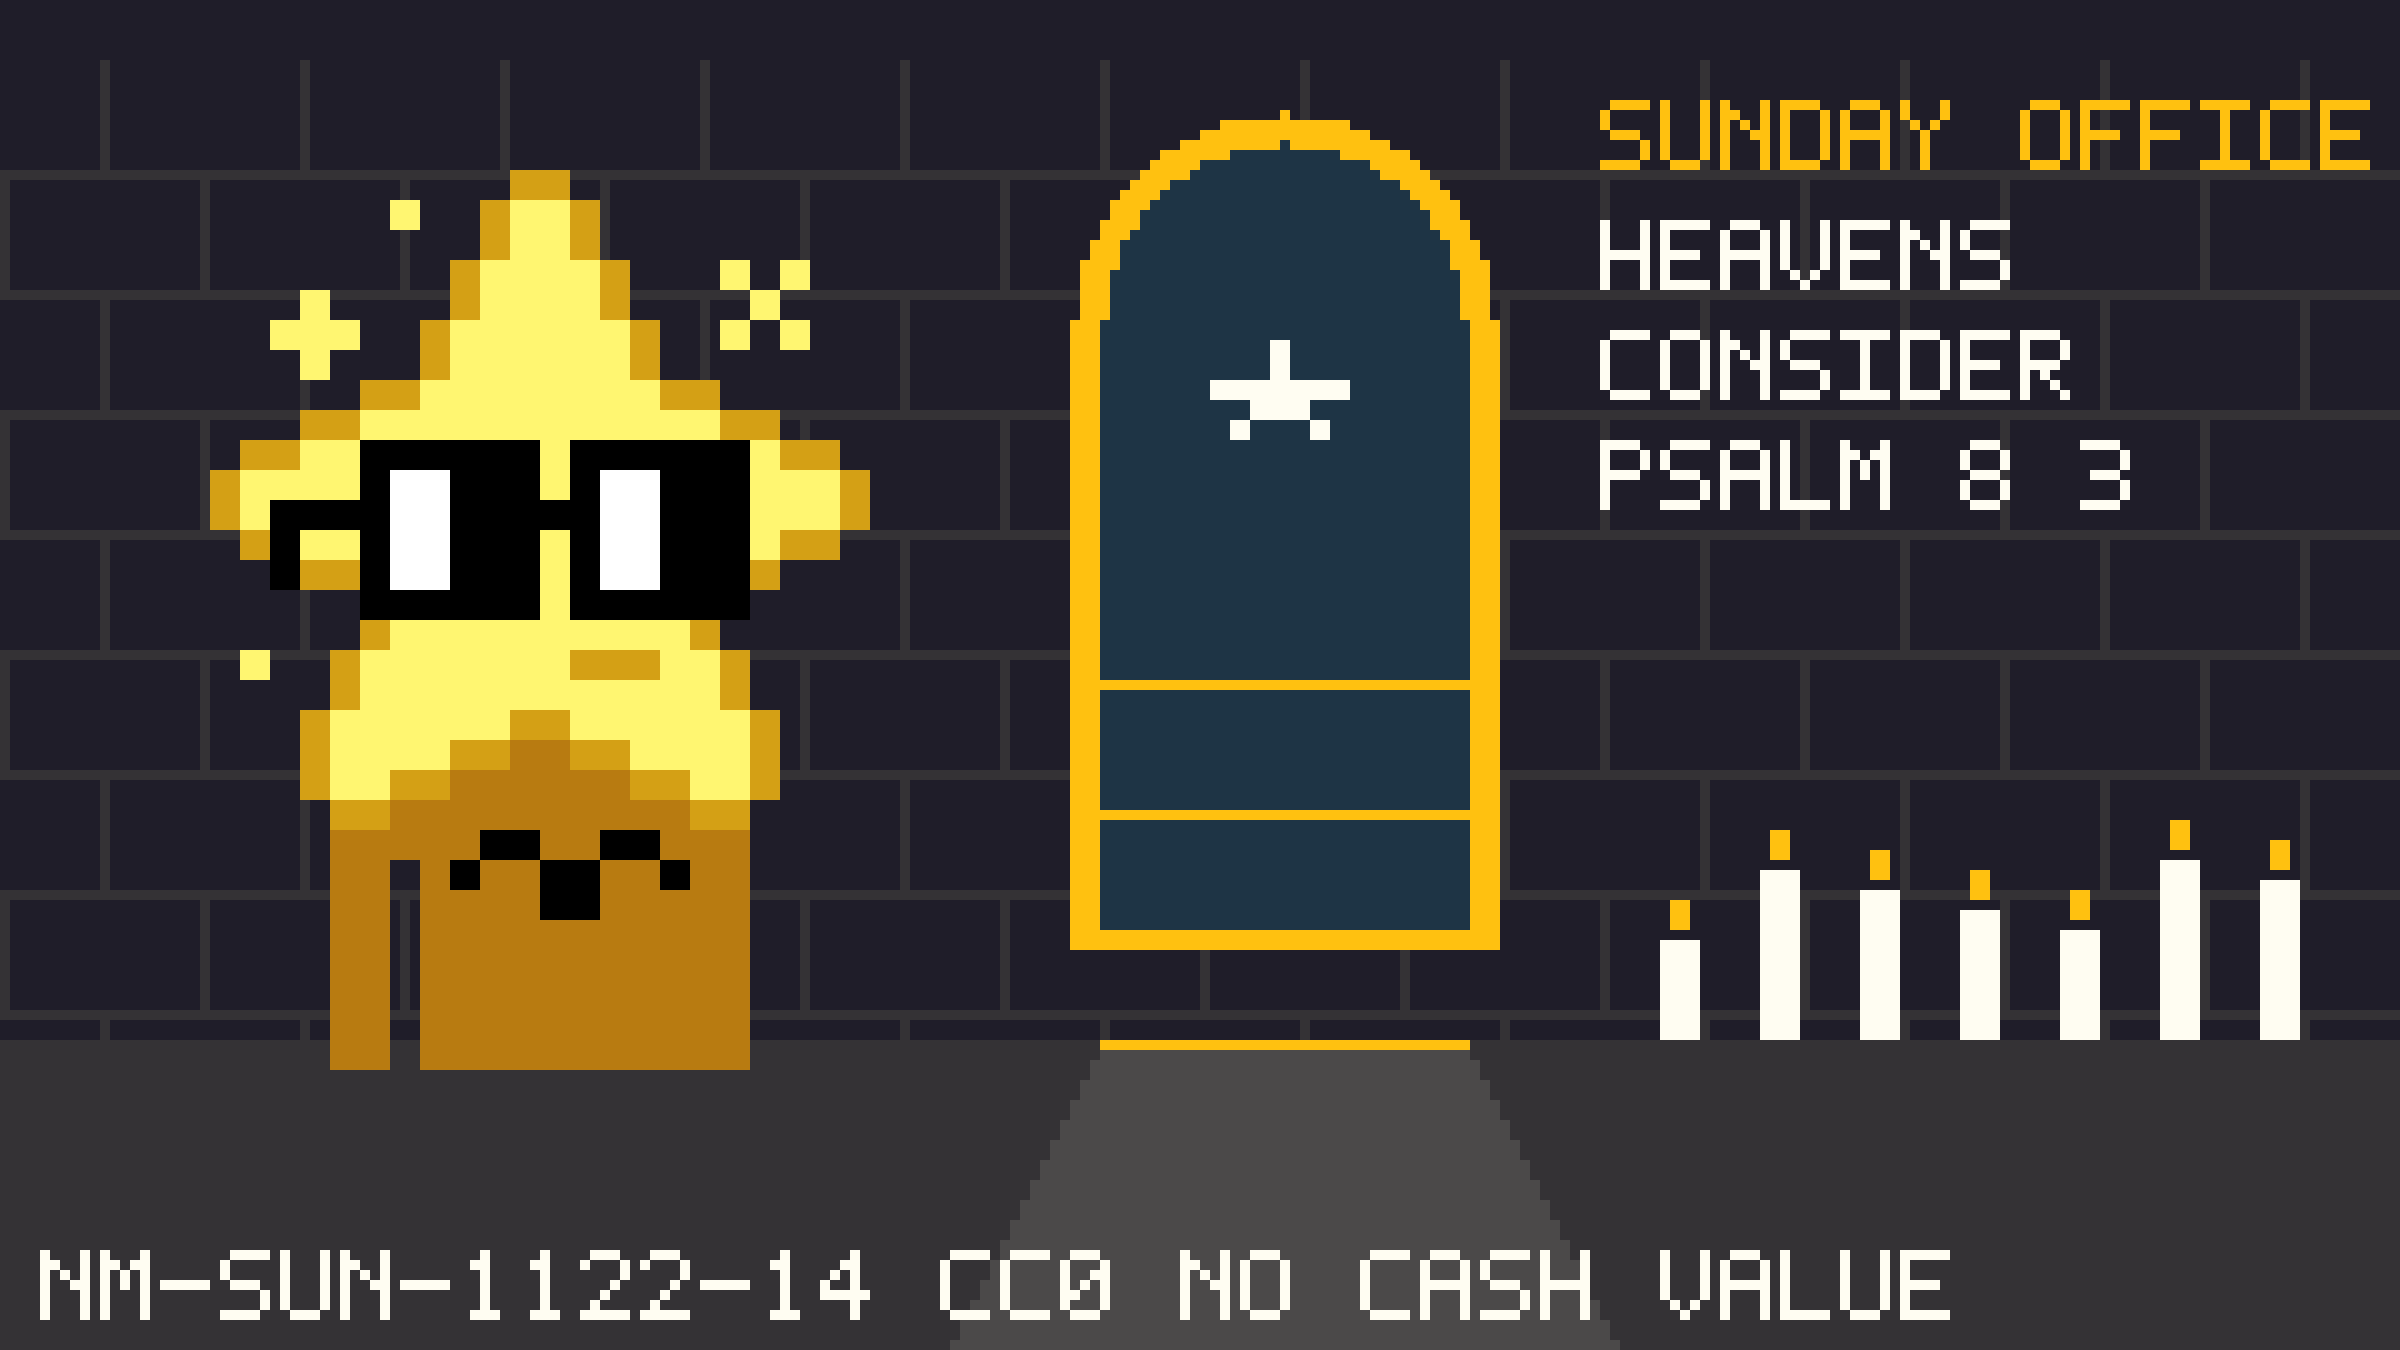 SUNDAY OFFICE
HEAVENS
CONSIDER
PSALM 8 3
NM-SUN-1122-14 CC0 NO CASH VALUE